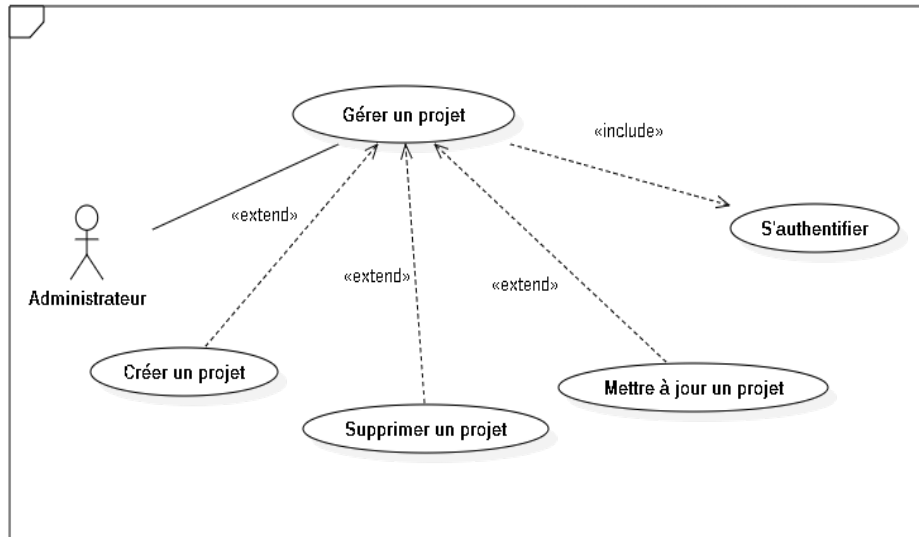 Gérer un projet
«include»
«extend»
S'authentifier
«extend»
«extend»
Administrateur
Créer un projet
Mettre à jour un projet
Supprimer un projet